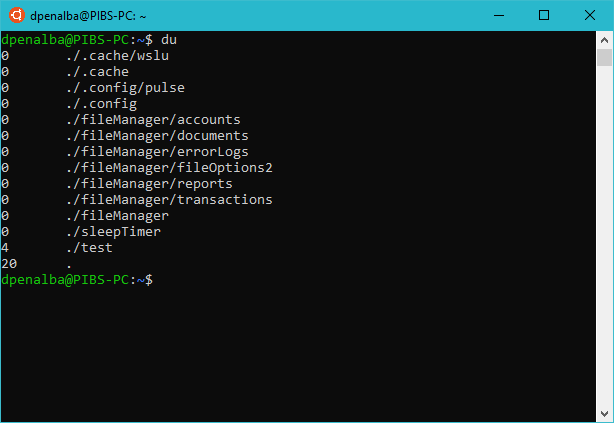 dpenalba@PIBS-PC: ~
dpenalba@PIBS-PC:~$ du
0       ./.cache/wslu
0       ./.cache
0       ./.config/pulse
0       ./.config
0       ./fileManager/accounts
0       ./fileManager/documents
0       ./fileManager/errorLogs
0       ./fileManager/fileOptions2
0       ./fileManager/reports
0       ./fileManager/transactions
0       ./fileManager
0       ./sleepTimer
4       ./test
20      .
dpenalba@PIBS-PC:~$